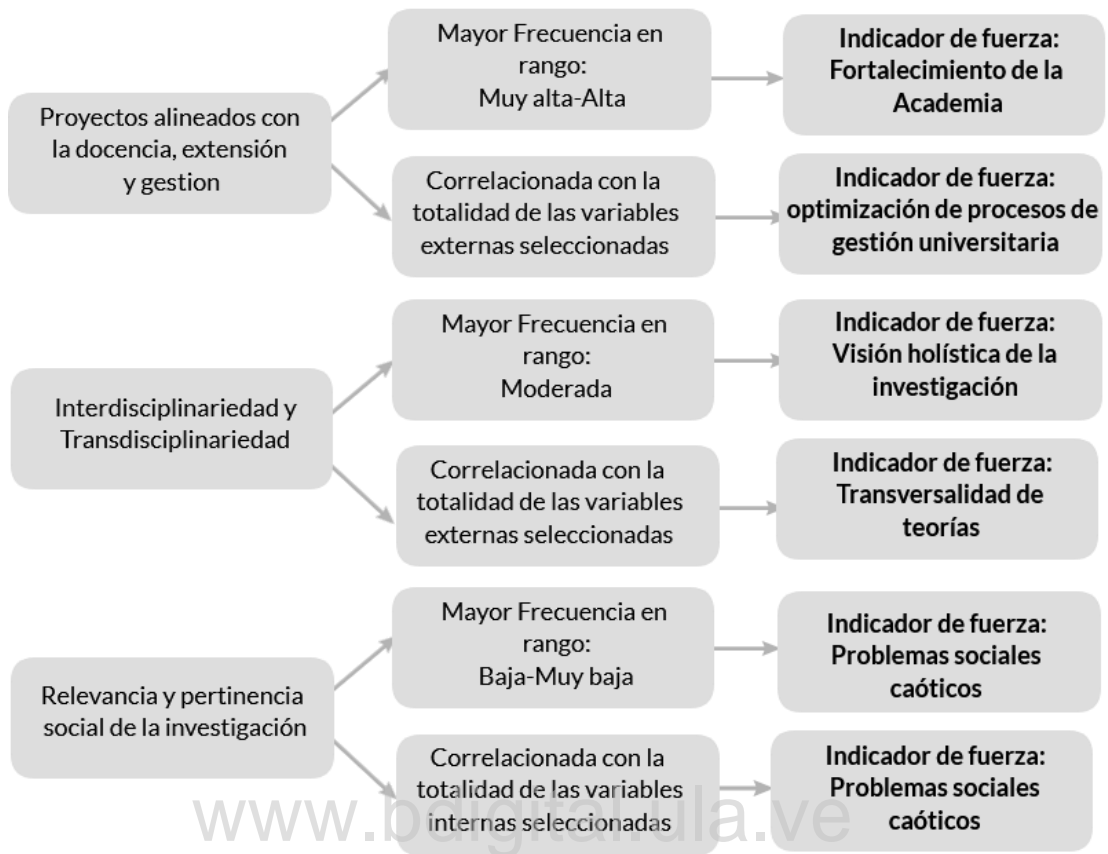 Proyectos alineados con
la docencia, extensión
y gestion
Mayor Frecuencia en
rango:
Muy alta-Alta
Indicador de fuerza:
Fortalecimiento de la
Academia
Correlacionada con la
totalidad de las variables
externas seleccionadas
Indicador de fuerza:
optimización de procesos de
gestión universitaria
Interdisciplinariedad y
Transdisciplinariedad
Mayor Frecuencia en
rango:
Moderada
Indicador de fuerza:
Visión holística de la
investigación
Correlacionada con la
totalidad de las variables
externas seleccionadas
Indicador de fuerza:
Transversalidad de
teorías
Relevancia y pertinencia
social de la investigación
Mayor Frecuencia en
rango:
Baja-Muy baja
Indicador de fuerza:
Problemas sociales
caóticos
Correlacionada con la
totalidad de las variables
internas seleccionadas
Indicador de fuerza:
Problemas sociales
caóticos
www.bdigital.ula.ve